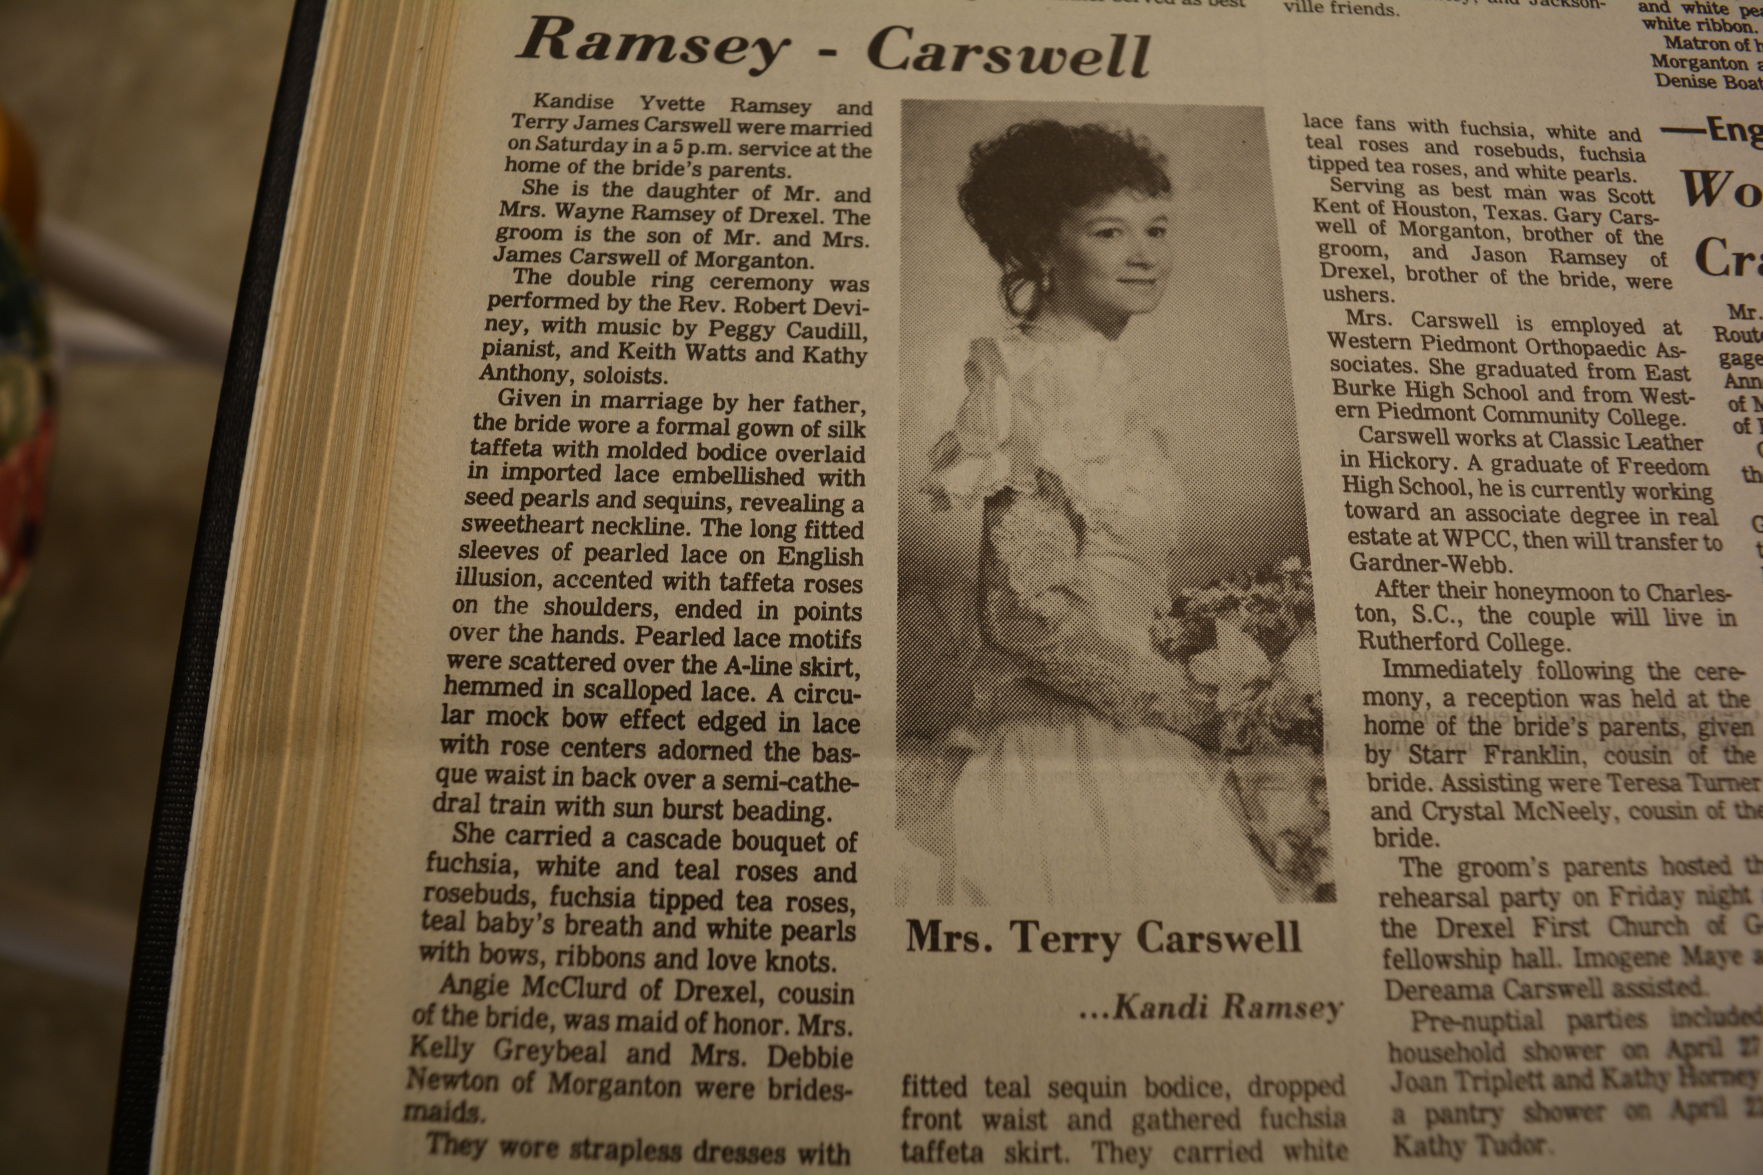 Ramsey - Carswell
Kandise Yvette Ramsey and
Terry James Carswell were married
on Saturday in a 5 p.m. service at the
home of the bride's parents.
She is the daughter of Mr. and
Mrs. Wayne Ramsey of Drexel. The
groom is the son of Mr. and Mrs.
James Carswell of Morganton.
The double ring ceremony was
performed by the Rev. Robert Devi-
ney, with music by Peggy Caudill,
pianist, and Keith Watts and Kathy
Anthony, soloists.
Given in marriage by her father,
the bride wore a formal gown of silk
taffeta with molded bodice overlaid
in imported lace embellished with
seed pearls and sequins, revealing a
sweetheart neckline. The long fitted
sleeves of pearled lace on English
illusion, accented with taffeta roses
on the shoulders, ended in points
over the hands. Pearled lace motifs
were scattered over the A-line skirt,
hemmed in scalloped lace. A circu-
lar mock bow effect edged in lace
with rose centers adorned the bas-
que waist in back over a semi-cathe-
dral train with sun burst beading.
She carried a cascade bouquet of
fuchsia, white and teal roses and
rosebuds, fuchsia tipped tea roses,
teal baby's breath and white pearls
with bows, ribbons and love knots.
Angie McClurd of Drexel, cousin
of the bride, was maid of honor. Mrs.
Kelly Greybeal and Mrs. Debbie
Newton of Morganton were brides-
maids.
They wore strapless dresses with
Mrs. Terry Carswell
...Kandi Ramsey
fitted teal sequin bodice, dropped
front waist and gathered fuchsia
taffeta skirt. They carried white
ville friends.
lace fans with fuchsia, white and
teal roses and rosebuds, fuchsia
tipped tea roses, and white pearls.
Serving as best man was Scott
Kent of Houston, Texas. Gary Cars-
well of Morganton, brother of the
groom, and Jason Ramsey of
Drexel, brother of the bride, were
ushers.
Mrs. Carswell is employed at
Western Piedmont Orthopaedic As-
sociates. She graduated from East
Burke High School and from West-
ern Piedmont Community College.
Carswell works at Classic Leather
in Hickory. A graduate of Freedom
High School, he is currently working
toward an associate degree in real
estate at WPCC, then will transfer to
Gardner-Webb.
After their honeymoon to Charles-
ton, S.C., the couple will live in
Rutherford College.
Immediately following the cere-
mony, a reception was held at the
home of the bride's parents, given
by Starr Franklin, cousin of the
bride. Assisting were Teresa Turner
and Crystal McNeely, cousin of the
bride.
The groom's parents hosted th
rehearsal party on Friday night
the Drexel First Church of G
fellowship hall. Imogene Maye a
Dereama Carswell assisted.
Pre-nuptial parties included
household shower on April 27
Joan Triplett and Kathy Horney
a pantry shower on April
Kathy Tudor.
and white pea
white ribbon.
Matron of h
Morganton a
Denise Boat
—Eng
Wo
Cra
Mr.
Route
gage
Ann
of M
of
th